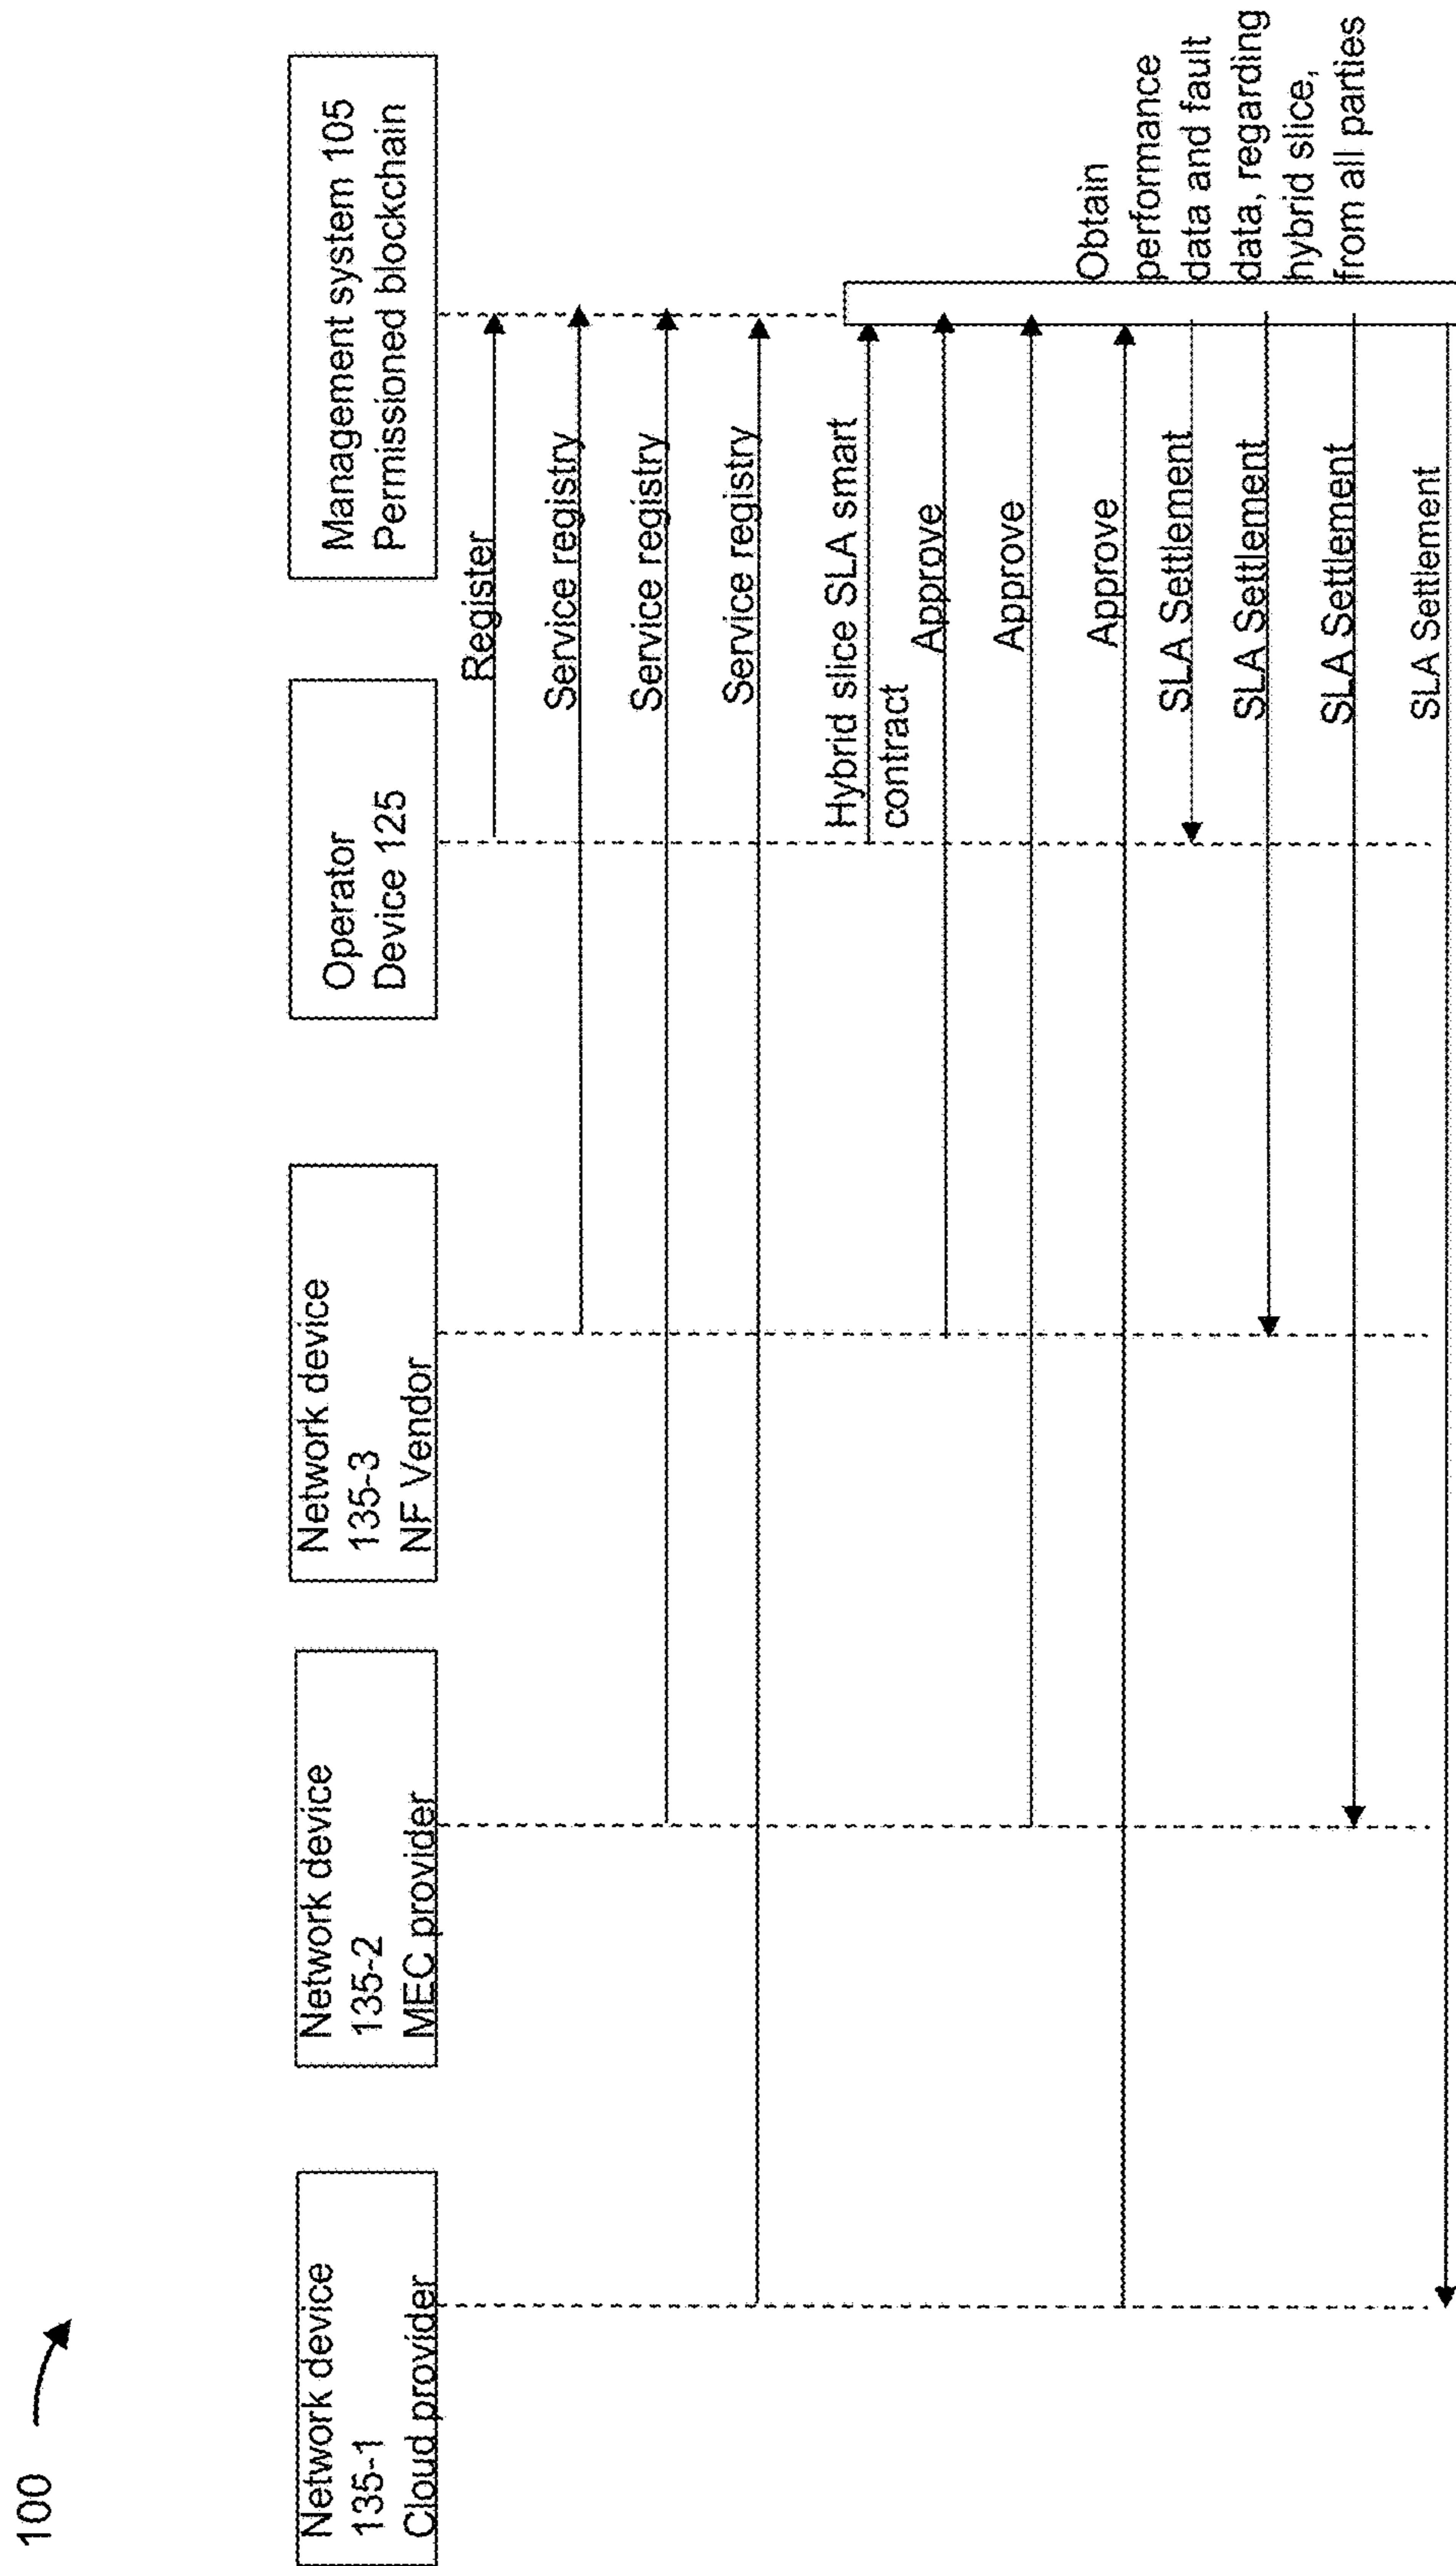 100
Network device
135-1
Cloud provider
Network device
135-2
MEC provider
Network device
135-3
NF Vendor
Operator
Device 125
Management system 105
Permissioned blockchain
Register
Service registry
Service registry
Service registry
Hybrid slice SLA smart
contract
Approve
Approve
Approve
Obtain
performance
data and fault
data, regarding
hybrid slice,
from all parties
SLA Settlement
SLA Settlement
SLA Settlement
SLA Settlement